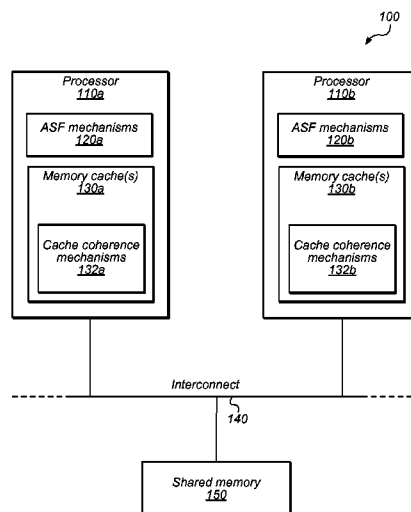 100
Processor
110a
ASF mechanisms
120a
Memory cache(s)
130a
Cache coherence
mechanisms
132a
Processor
110b
ASF mechanisms
120b
Memory cache(s)
130b
Cache coherence
mechanisms
132b
Interconnect
140
Shared memory
150